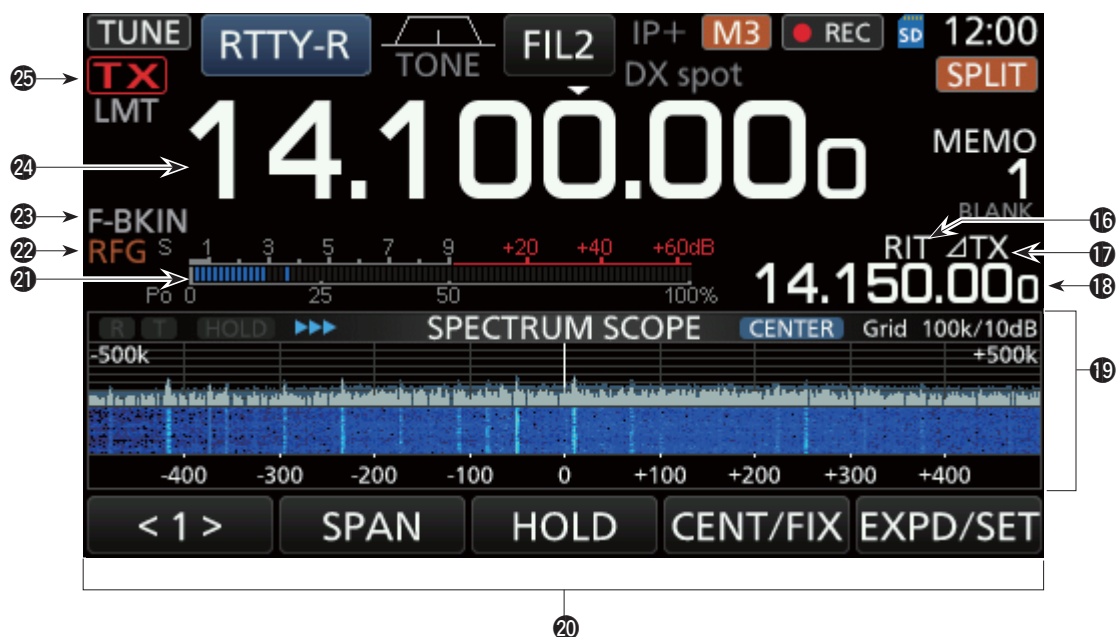 TUNE RTTY-R TONE FIL2 IP+ M3 REC SD 12:00
㉕ TX DX spot SPLIT
LMT
㉔ 14.100.000 MEMO
1
㉓ F-BKIN BLANK ⑯
㉒ RFG S 1 3 5 7 9 +20 +40 +60dB RIT ⊿TX ⑰
㉑ 14.150.000 ⑱
Po 0 25 50 100%
R T HOLD SPECTRUM SCOPE CENTER Grid 100k/10dB
-500k +500k
⑲
-400 -300 -200 -100 0 +100 +200 +300 +400
< 1 > SPAN HOLD CENT/FIX EXPD/SET
⑳